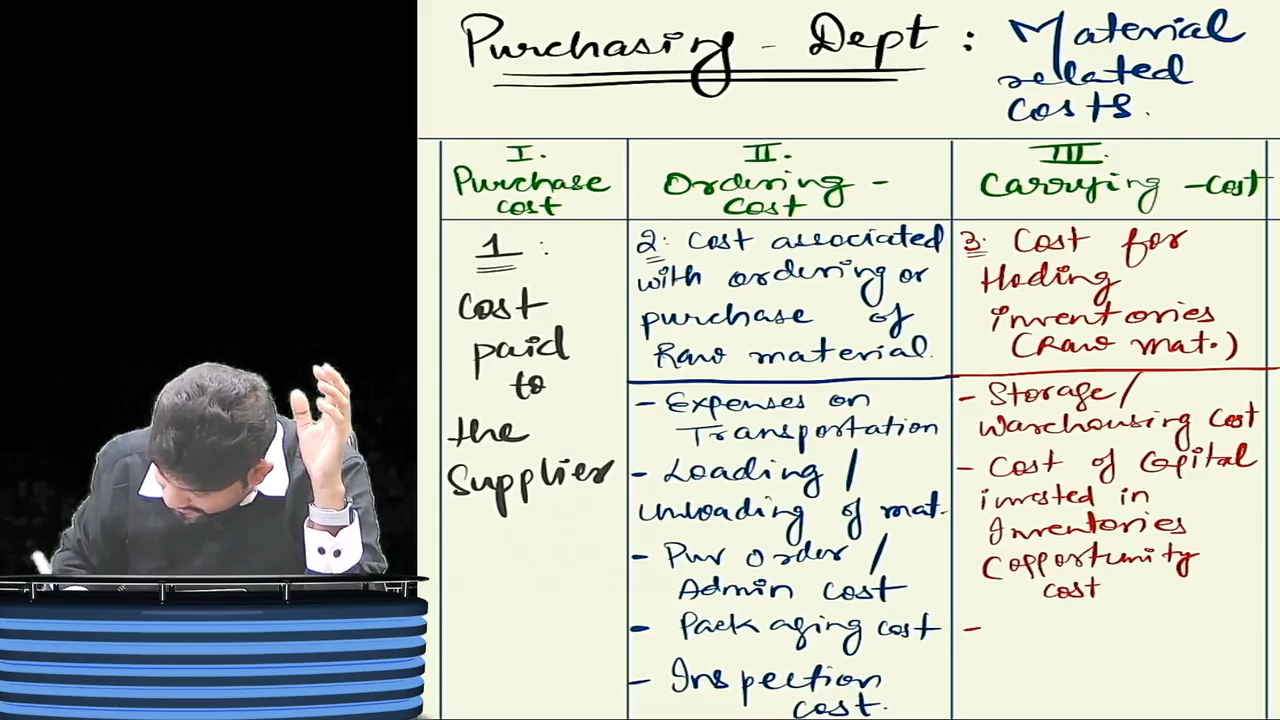 Purchasing - Dept : Material
related
costs.
I.
Purchase
cost
1 :
cost
paid
to
the
Supplier
II.
Ordering -
cost
2: cost associated
with ordering or
purchase of
Raw material.
- Expenses on
Transportation
- Loading /
unloading of mat.
- Pur order /
Admin cost
- Packaging cost
- Inspection
cost.
III
Carrying - cost
3: Cost for
Hoding
inventories
(Raw mat.)
- Storage /
Warehousing cost
- Cost of Capital
invested in
Inventories
Copportunity
cost
-